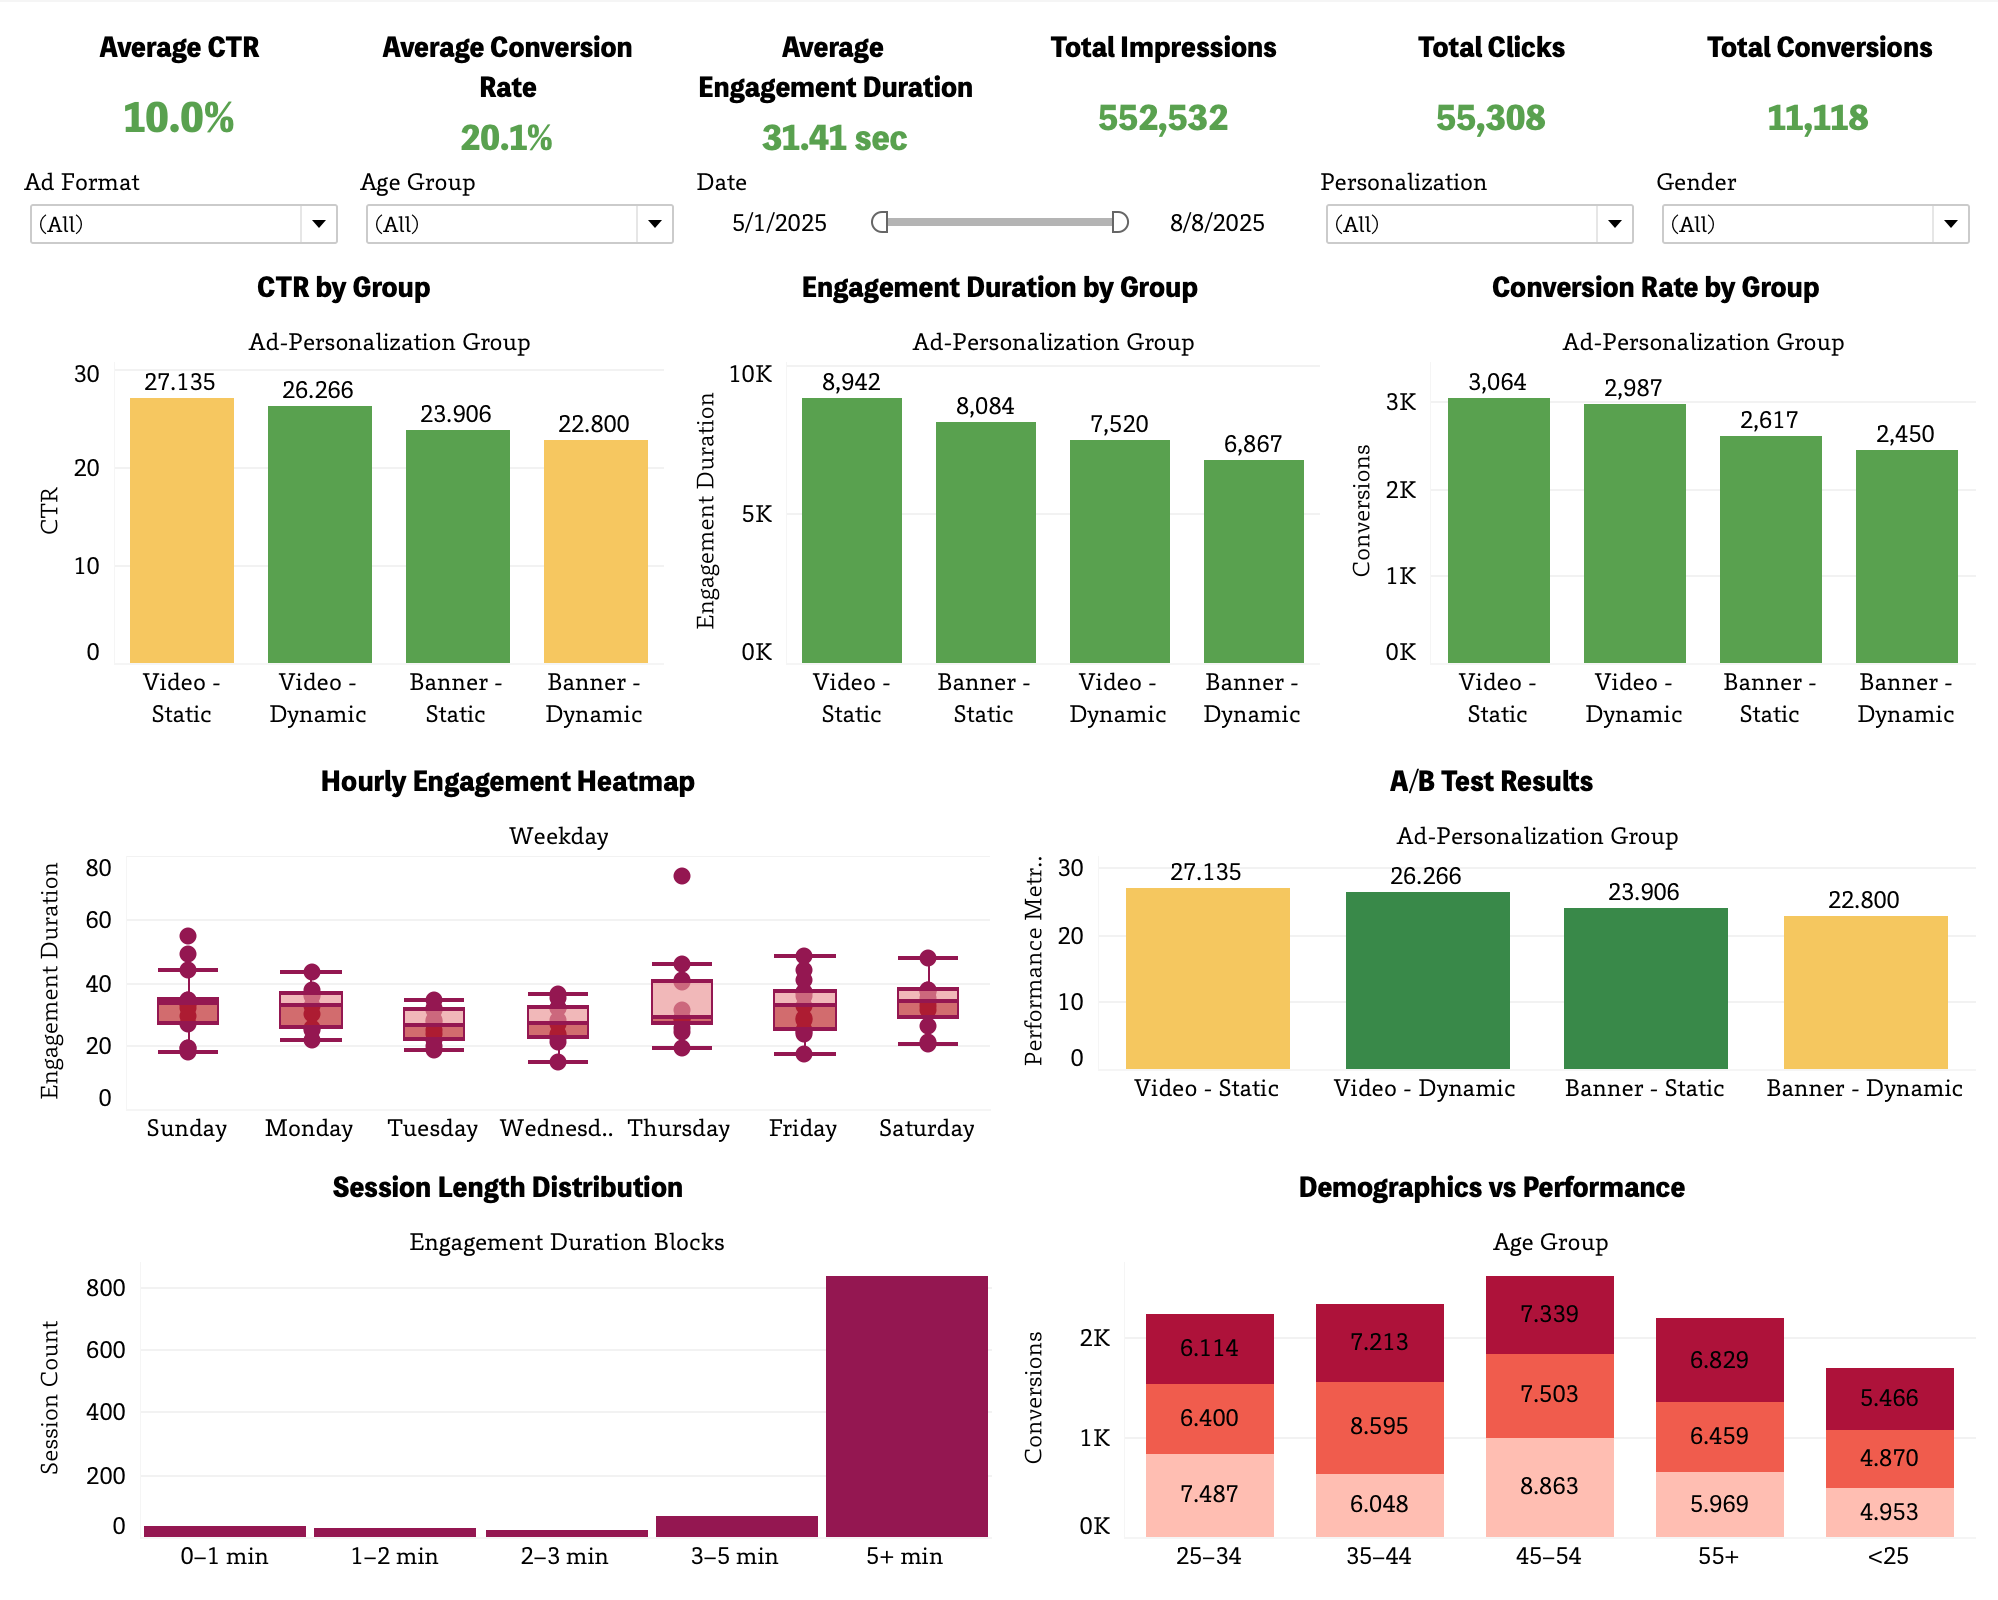 Average CTR
10.0%
Average Conversion
Rate
20.1%
Average
Engagement Duration
31.41 sec
Total Impressions
552,532
Total Clicks
55,308
Total Conversions
11,118
Ad Format
(All)
Age Group
(All)
Date
5/1/2025
8/8/2025
Personalization
(All)
Gender
(All)
CTR by Group
Ad-Personalization Group
CTR
30
20
10
0
27.135
26.266
23.906
22.800
Video -
Static
Video -
Dynamic
Banner -
Static
Banner -
Dynamic
Engagement Duration by Group
Ad-Personalization Group
Engagement Duration
10K
5K
0K
8,942
8,084
7,520
6,867
Video -
Static
Banner -
Static
Video -
Dynamic
Banner -
Dynamic
Conversion Rate by Group
Ad-Personalization Group
Conversions
3K
2K
1K
0K
3,064
2,987
2,617
2,450
Video -
Static
Video -
Dynamic
Banner -
Static
Banner -
Dynamic
Hourly Engagement Heatmap
Weekday
Engagement Duration
80
60
40
20
0
Sunday
Monday
Tuesday
Wednesd..
Thursday
Friday
Saturday
A/B Test Results
Ad-Personalization Group
Performance Metr..
30
20
10
0
27.135
26.266
23.906
22.800
Video - Static
Video - Dynamic
Banner - Static
Banner - Dynamic
Session Length Distribution
Engagement Duration Blocks
Session Count
800
600
400
200
0
0–1 min
1–2 min
2–3 min
3–5 min
5+ min
Demographics vs Performance
Age Group
Conversions
2K
1K
0K
6.114
6.400
7.487
7.213
8.595
6.048
7.339
7.503
8.863
6.829
6.459
5.969
5.466
4.870
4.953
25–34
35–44
45–54
55+
<25